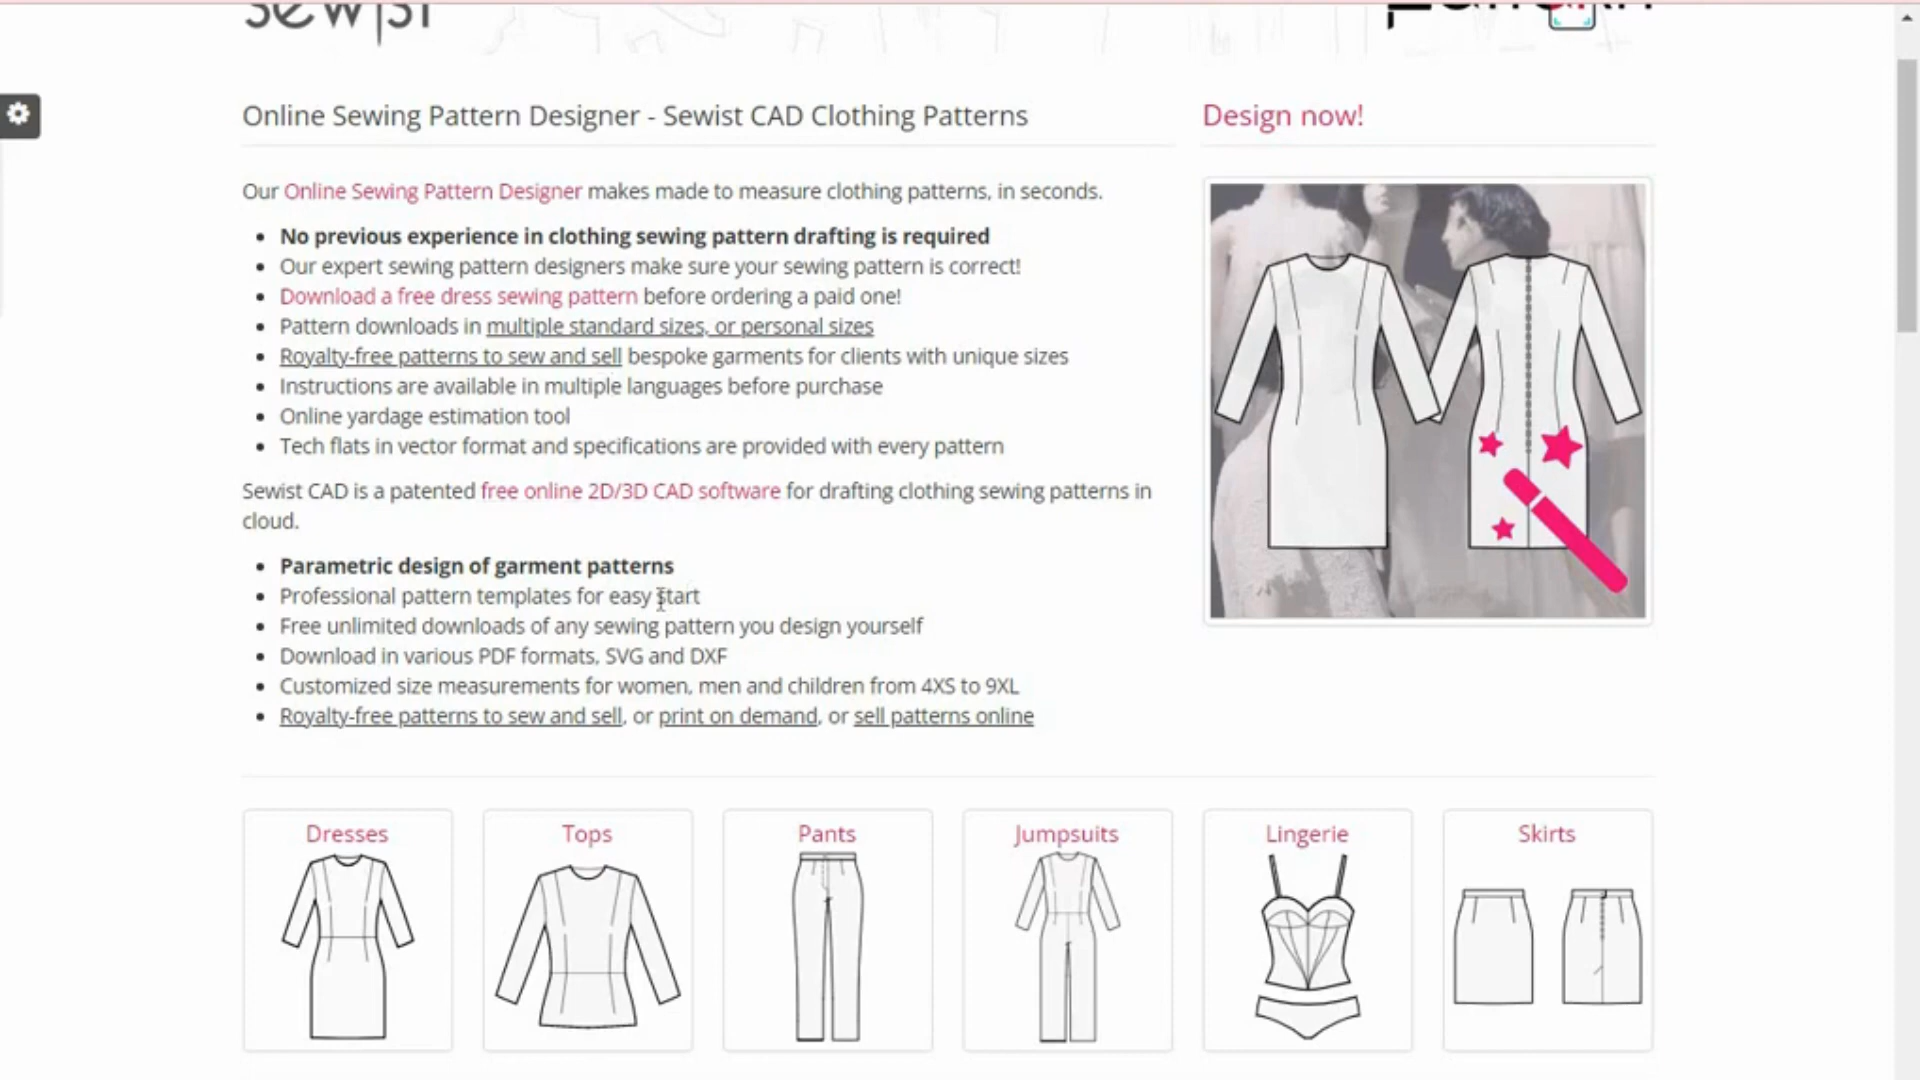 Sewist
Online Sewing Pattern Designer - Sewist CAD Clothing Patterns
Design now!
Our Online Sewing Pattern Designer makes made to measure clothing patterns, in seconds.
No previous experience in clothing sewing pattern drafting is required
Our expert sewing pattern designers make sure your sewing pattern is correct!
Download a free dress sewing pattern before ordering a paid one!
Pattern downloads in multiple standard sizes, or personal sizes
Royalty-free patterns to sew and sell bespoke garments for clients with unique sizes
Instructions are available in multiple languages before purchase
Online yardage estimation tool
Tech flats in vector format and specifications are provided with every pattern
Sewist CAD is a patented free online 2D/3D CAD software for drafting clothing sewing patterns in
cloud.
Parametric design of garment patterns
Professional pattern templates for easy start
Free unlimited downloads of any sewing pattern you design yourself
Download in various PDF formats, SVG and DXF
Customized size measurements for women, men and children from 4XS to 9XL
Royalty-free patterns to sew and sell, or print on demand, or sell patterns online
Dresses
Tops
Pants
Jumpsuits
Lingerie
Skirts